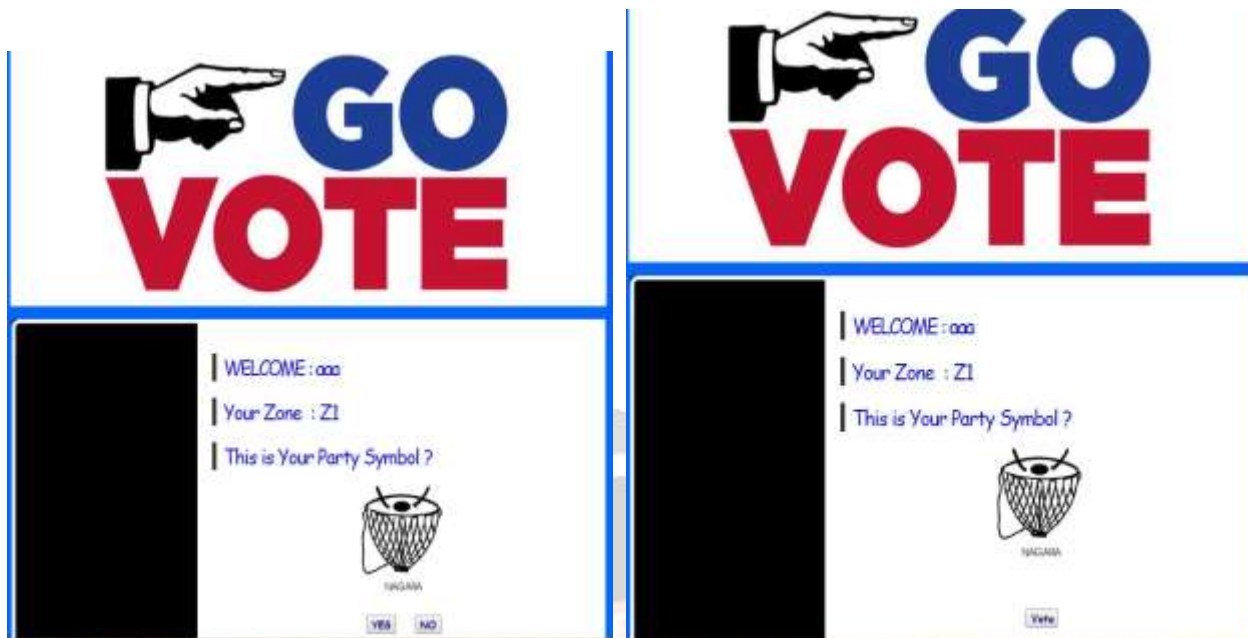 GO
VOTE
WELCOME : aaa
Your Zone : Z1
This is Your Party Symbol ?
NAGARA
YES NO
GO
VOTE
WELCOME : aaa
Your Zone : Z1
This is Your Party Symbol ?
NAGARA
Vote